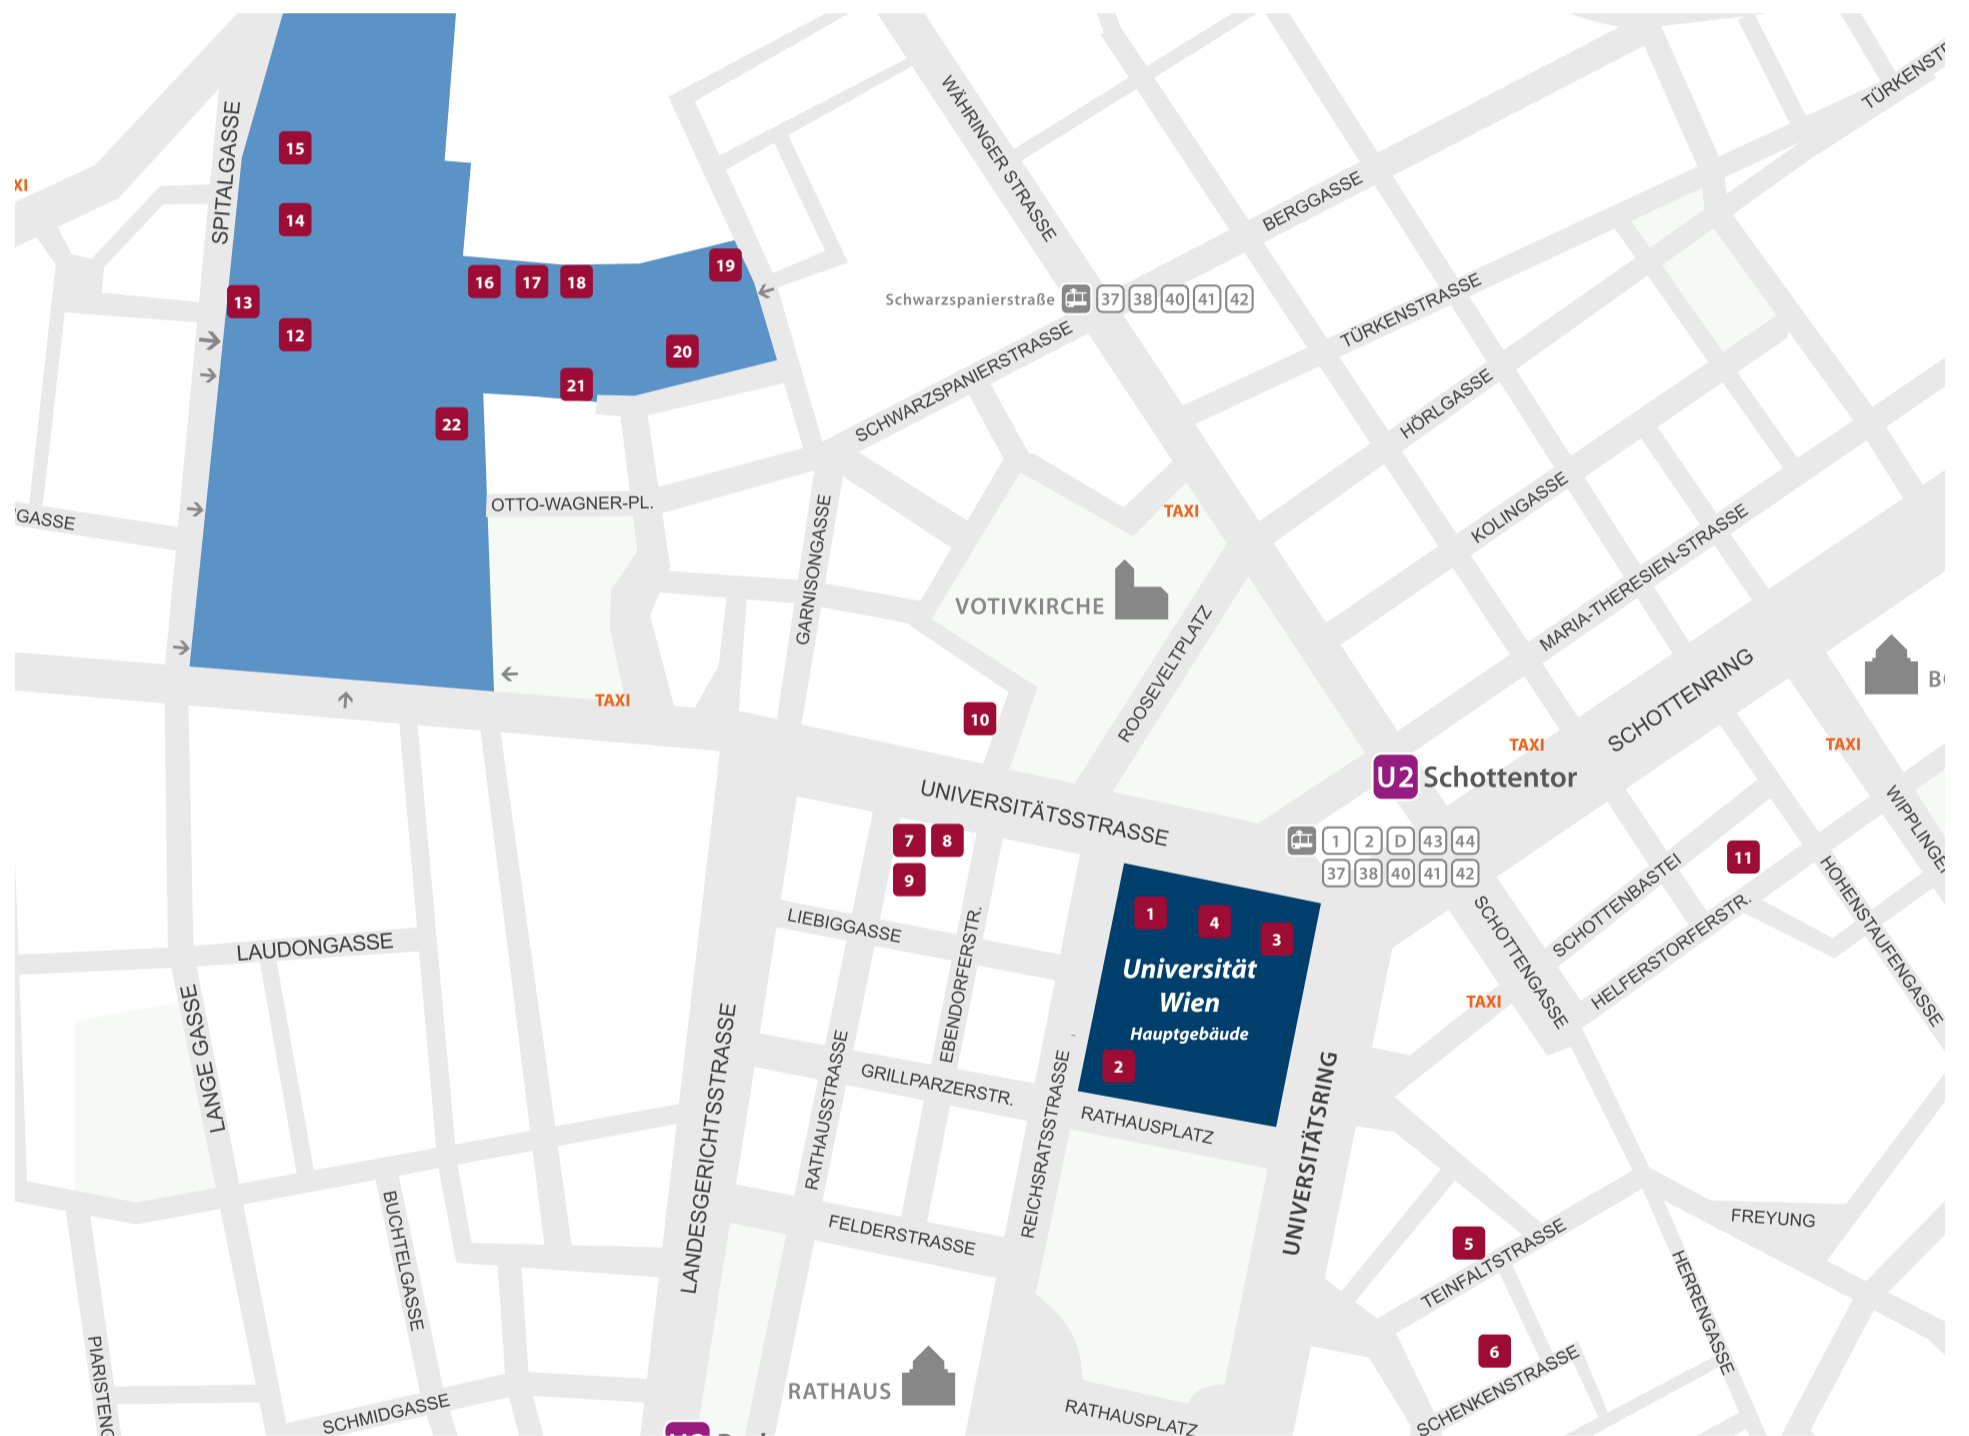 TÜRKENSTR
WÄHRINGER STRASSE
SPITALGASSE
15
XI
BERGGASSE
14
19
16 17 18
13
Schwarzspanierstraße 37 38 40 41 42
TÜRKENSTRASSE
12
20
SCHWARZSPANIERSTRASSE
21
HÖRLGASSE
22
OTTO-WAGNER-PL.
TAXI
GASSE
KOLINGASSE
GARNISONGASSE
MARIA-THERESIEN-STRASSE
VOTIVKIRCHE
ROOSEVELTPLATZ
SCHOTTENRING
TAXI
10
TAXI
TAXI
U2 Schottentor
UNIVERSITÄTSSTRASSE
WIPPLINGE
7 8
1 2 D 43 44
37 38 40 41 42
9
11
SCHOTTENBASTEI
HOHENSTAUFENGASSE
HELFERSTORFERSTR.
SCHOTTENGASSE
1 4 3
LIEBIGGASSE
EBENDORFERSTR.
LAUDONGASSE
Universität
Wien
Hauptgebäude
2
TAXI
LANGE GASSE
LANDESGERICHTSSTRASSE
RATHAUSSTRASSE
GRILLPARZERSTR.
REICHSRATSSTRASSE
RATHAUSPLATZ
UNIVERSITÄTSRING
BUCHTELGASSE
FELDERSTRASSE
5
TEINFALTSTRASSE
FREYUNG
HERRENGASSE
6
SCHENKENSTRASSE
PIARISTENG
RATHAUS
SCHMIDGASSE
RATHAUSPLATZ